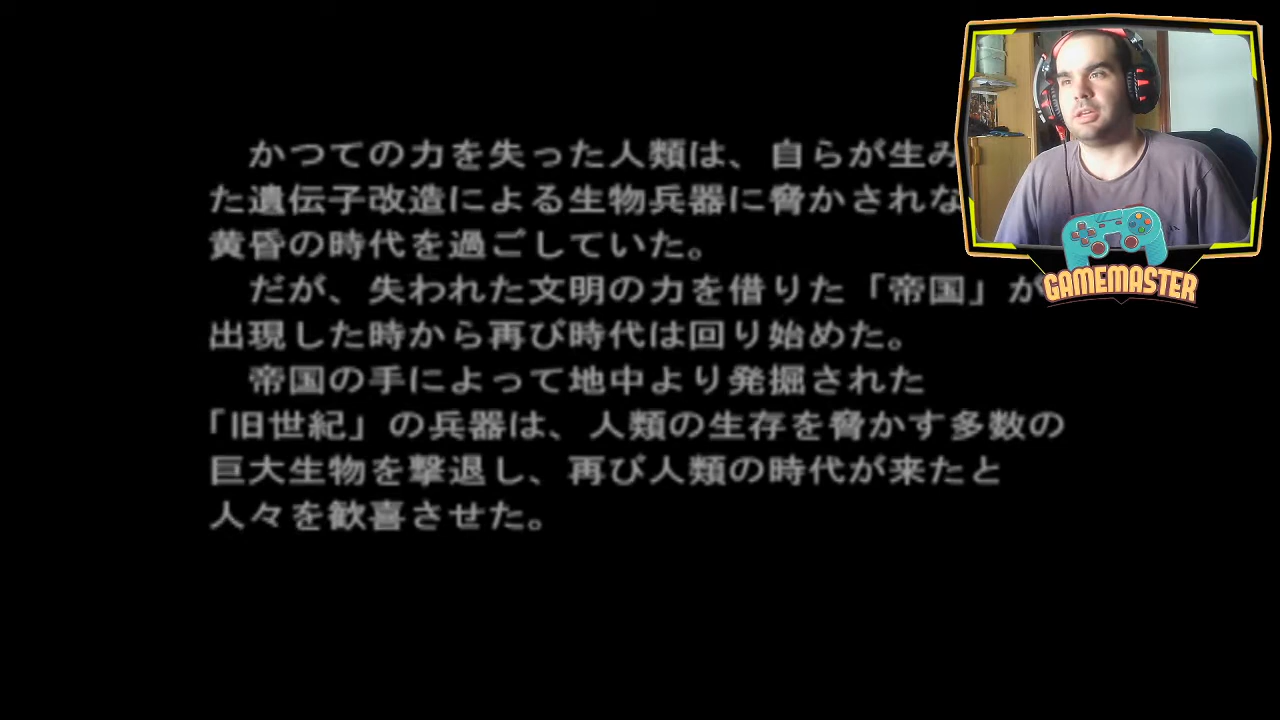 かつての力を失った人類は、自らが生み
た遺伝子改造による生物兵器に脅かされな
黄昏の時代を過ごしていた。
だが、失われた文明の力を借りた「帝国」が
出現した時から再び時代は回り始めた。
帝国の手によって地中より発掘された
「旧世紀」の兵器は、人類の生存を脅かす多数の
巨大生物を撃退し、再び人類の時代が来たと
人々を歓喜させた。
GAMEMASTER